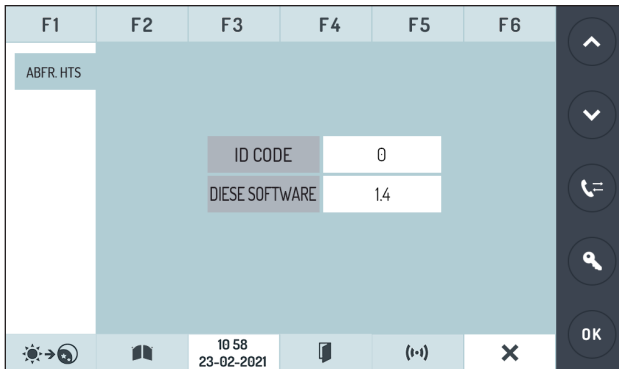 F1 F2 F3 F4 F5 F6
ABFR. HTS
ID CODE 0
DIESE SOFTWARE 1.4
OK
10 58
23-02-2021